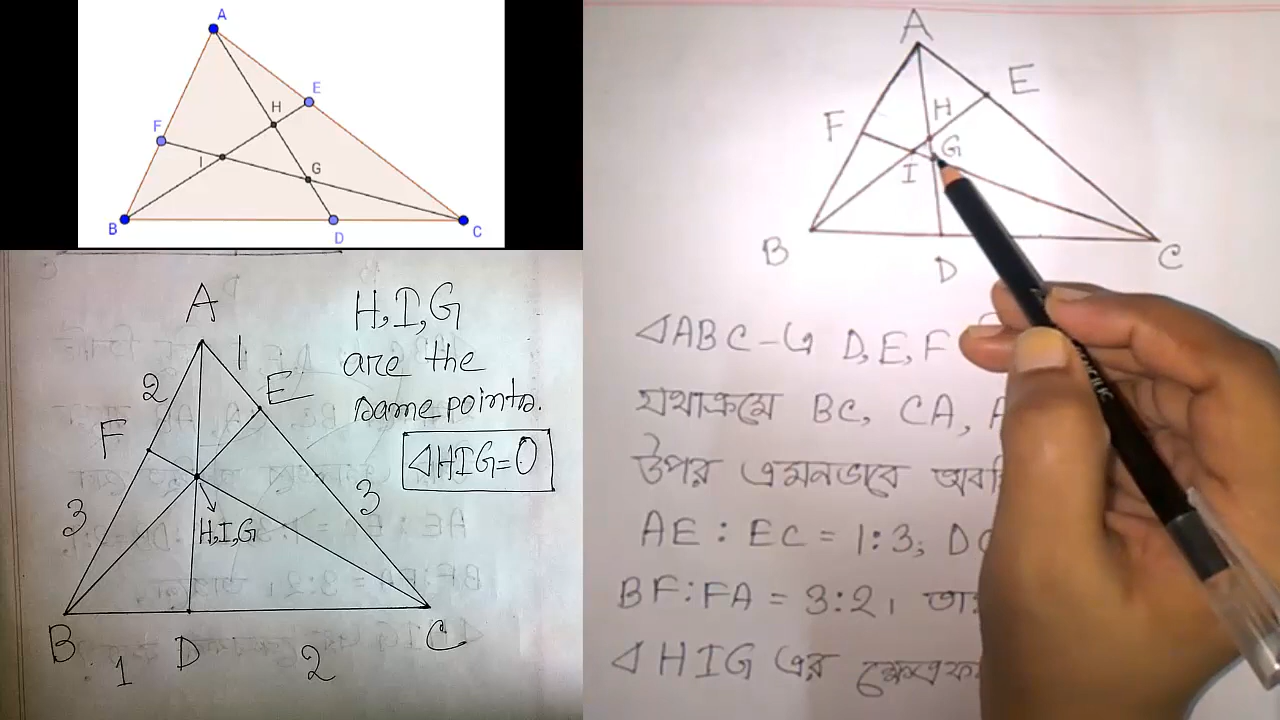 A
E
F
H
I
G
B
D
C
A
1
2
E
F
3
3
H,I,G
B
D
C
1
2
H,I,G
are the
same points.
⊿HIG=0
A
E
F
H
G
I
B
D
C
⊿ABC-এ D, E, F
যথাক্রমে BC, CA, A
উপর এমনভাবে
AE : EC = 1:3; DC
BF:FA = 3:2,
⊿HIG এর